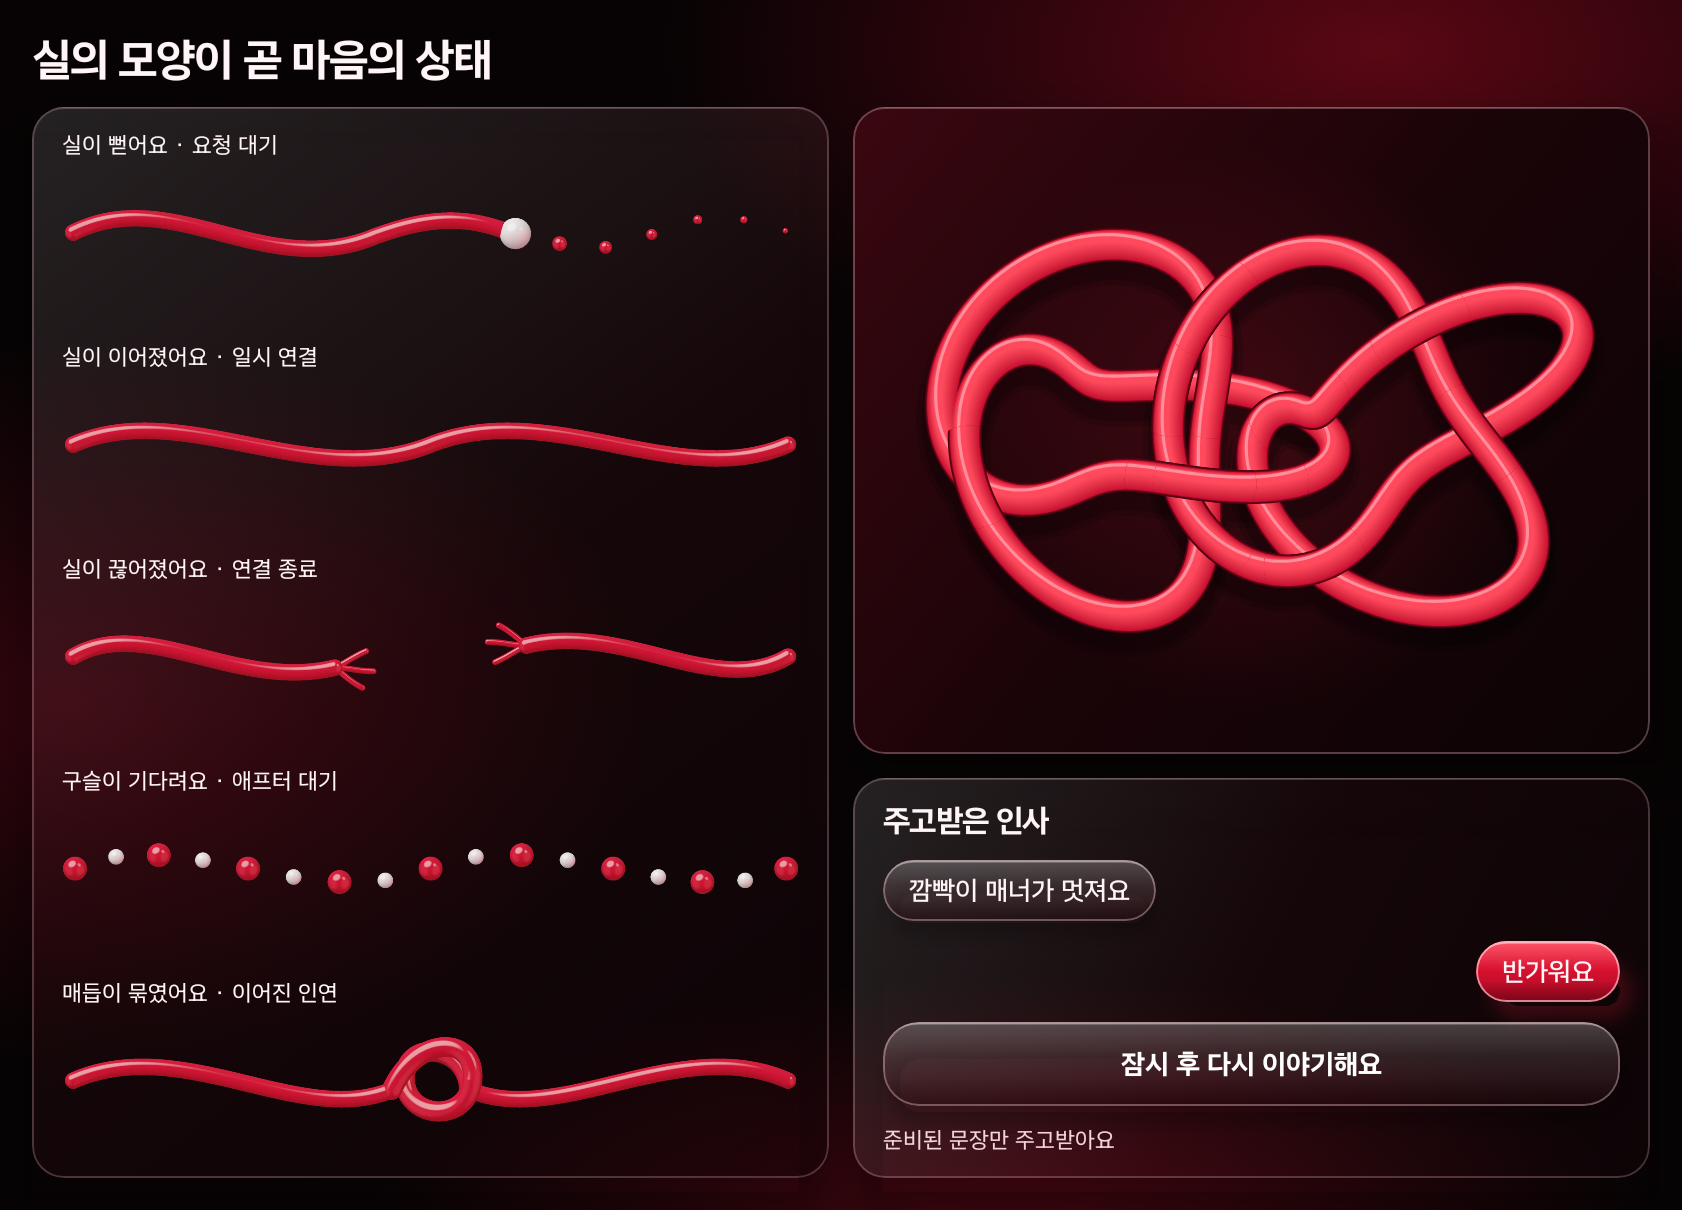 실의 모양이 곧 마음의 상태
실이 뻗어요 · 요청 대기
실이 이어졌어요 · 일시 연결
실이 끊어졌어요 · 연결 종료
구슬이 기다려요 · 애프터 대기
매듭이 묶였어요 · 이어진 인연
주고받은 인사
깜빡이 매너가 멋져요
반가워요
잠시 후 다시 이야기해요
준비된 문장만 주고받아요